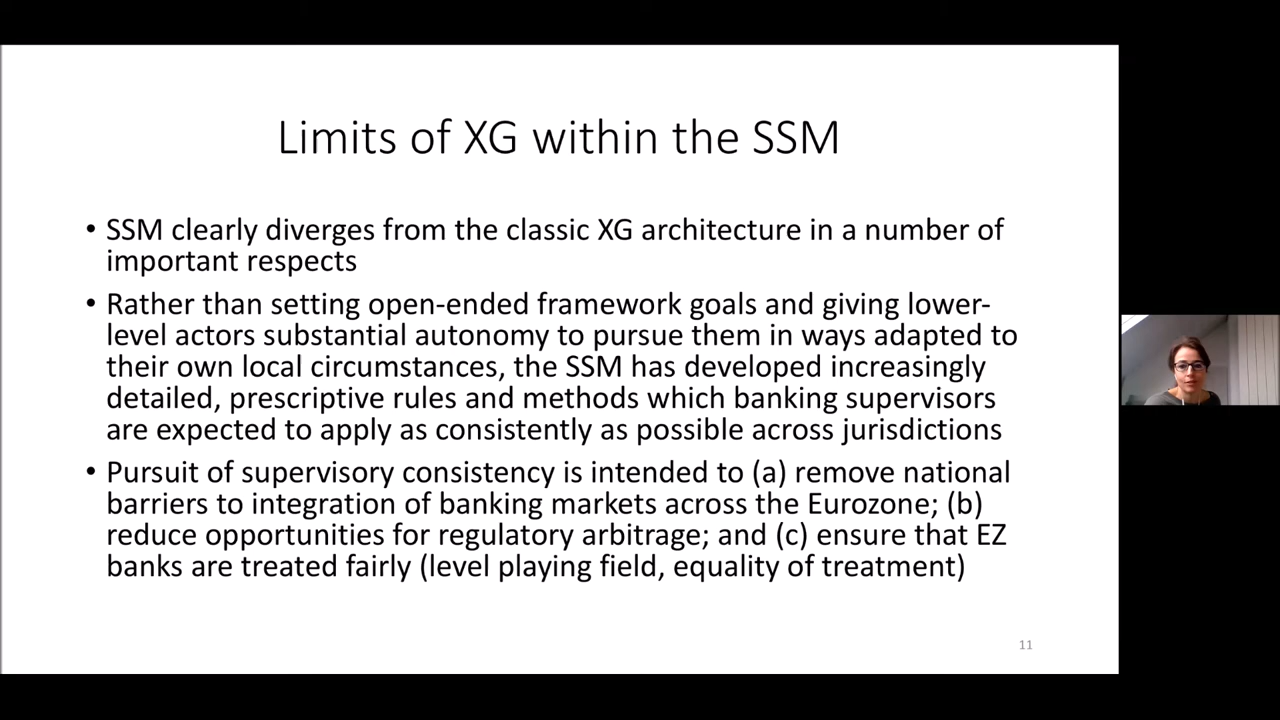 Limits of XG within the SSM
• SSM clearly diverges from the classic XG architecture in a number of
important respects
• Rather than setting open-ended framework goals and giving lower-
level actors substantial autonomy to pursue them in ways adapted to
their own local circumstances, the SSM has developed increasingly
detailed, prescriptive rules and methods which banking supervisors
are expected to apply as consistently as possible across jurisdictions
• Pursuit of supervisory consistency is intended to (a) remove national
barriers to integration of banking markets across the Eurozone; (b)
reduce opportunities for regulatory arbitrage; and (c) ensure that EZ
banks are treated fairly (level playing field, equality of treatment)
11